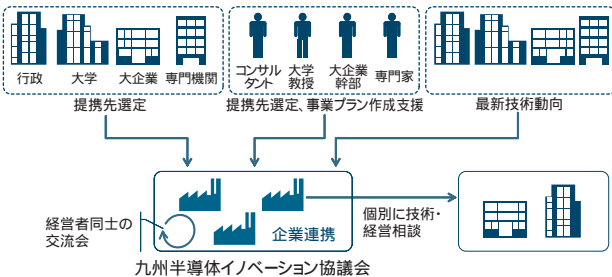 行政
大学
大企業
専門機関
提携先選定
コンサル
タント
大学
教授
大企業
幹部
専門家
提携先選定、事業プラン作成支援
最新技術動向
経営者同士の
交流会
企業連携
個別に技術・
経営相談
九州半導体イノベーション協議会